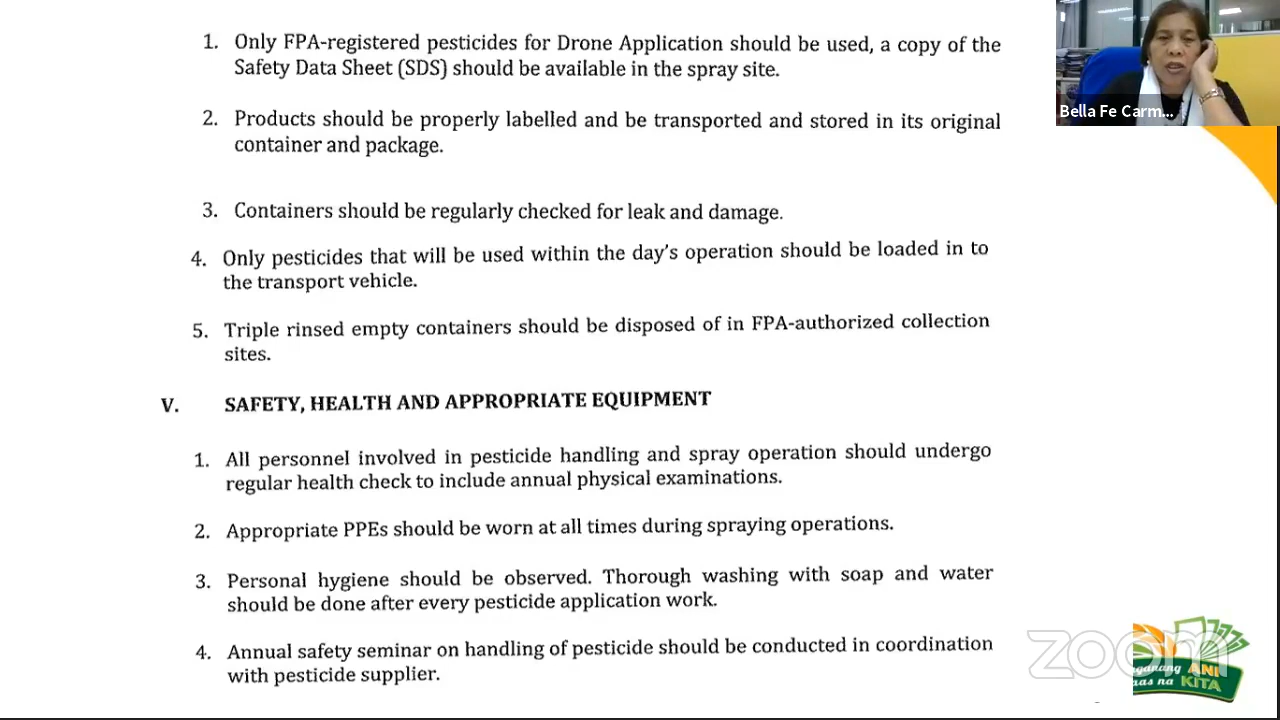 1. Only FPA-registered pesticides for Drone Application should be used, a copy of the
Safety Data Sheet (SDS) should be available in the spray site.
2. Products should be properly labelled and be transported and stored in its original
container and package.
3. Containers should be regularly checked for leak and damage.
4. Only pesticides that will be used within the day's operation should be loaded in to
the transport vehicle.
5. Triple rinsed empty containers should be disposed of in FPA-authorized collection
sites.
V. SAFETY, HEALTH AND APPROPRIATE EQUIPMENT
1. All personnel involved in pesticide handling and spray operation should undergo
regular health check to include annual physical examinations.
2. Appropriate PPEs should be worn at all times during spraying operations.
3. Personal hygiene should be observed. Thorough washing with soap and water
should be done after every pesticide application work.
4. Annual safety seminar on handling of pesticide should be conducted in coordination
with pesticide supplier.
Bella Fe Carm...
zoom
ANI
na KITA